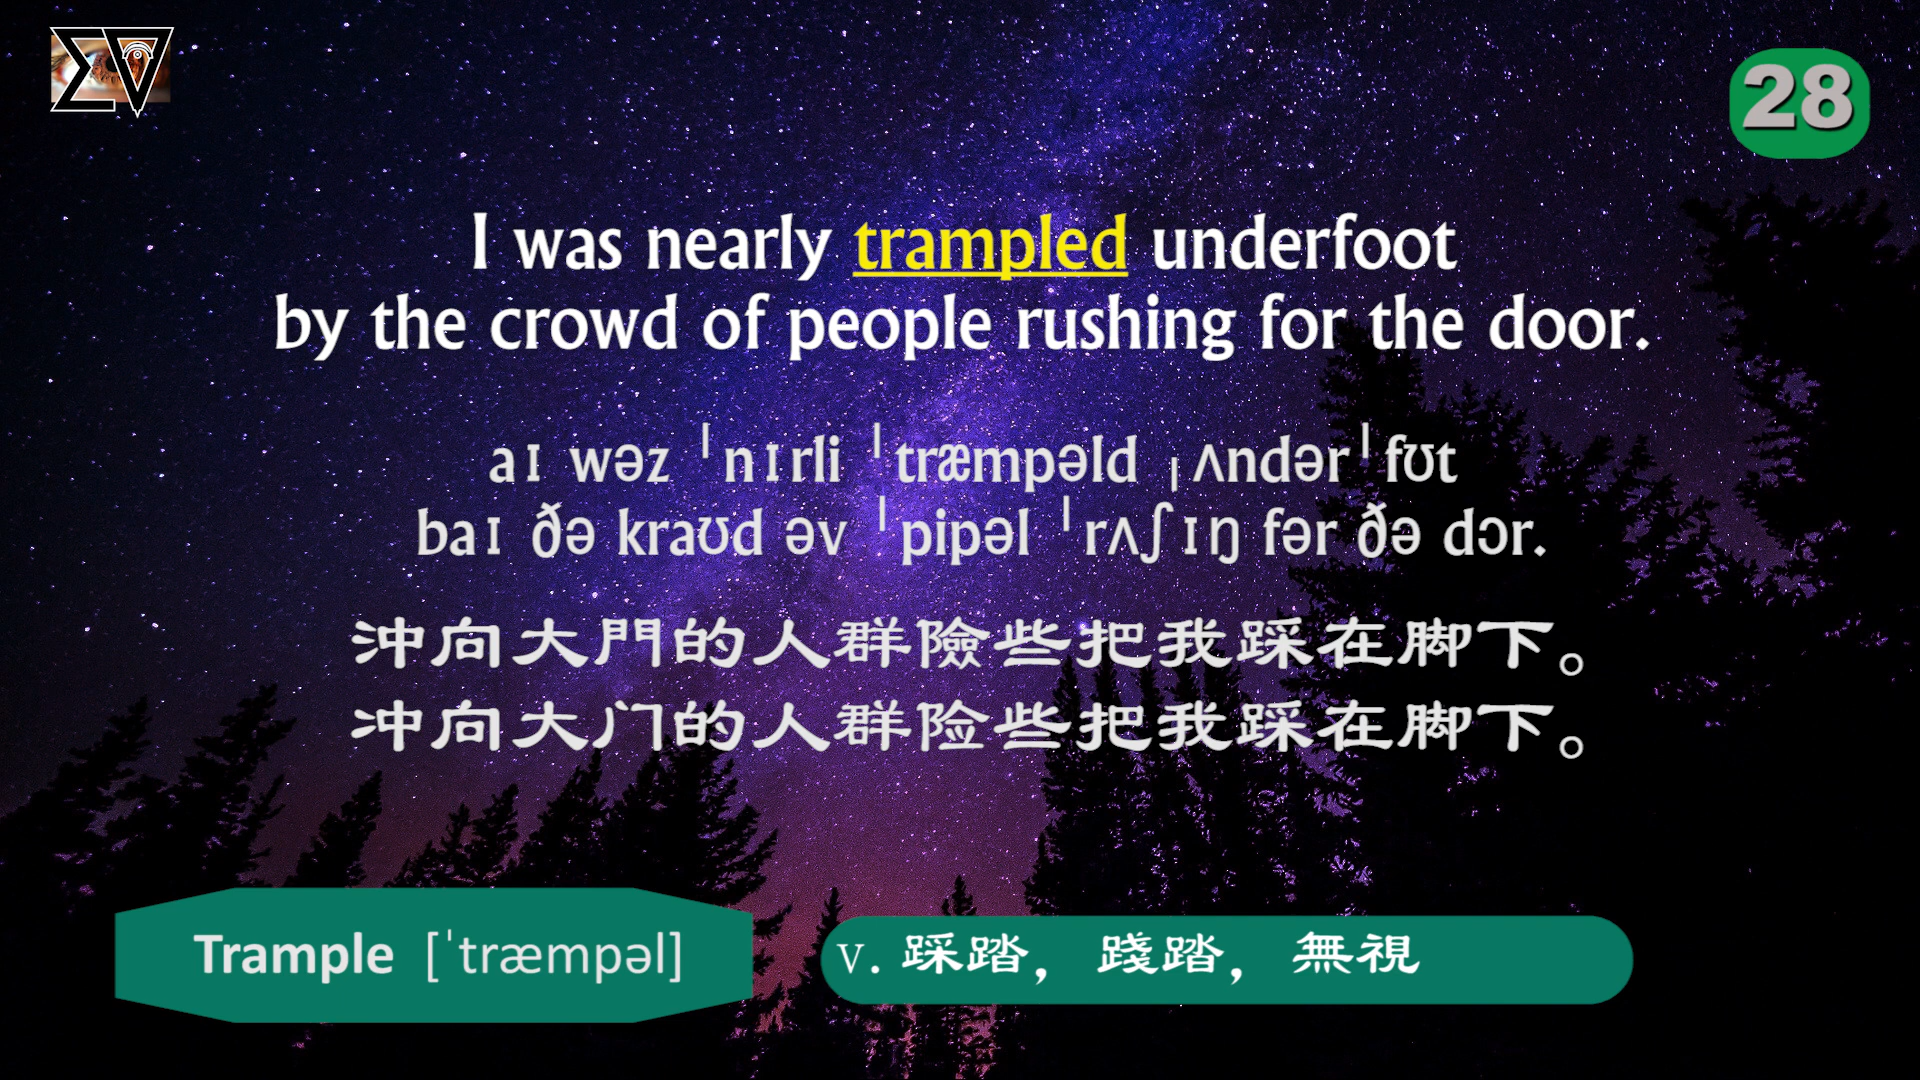 ΣV
28
I was nearly trampled underfoot
by the crowd of people rushing for the door.
aɪ wəz ˈnɪrli ˈtræmpəld ˌʌndərˈfʊt
baɪ ðə kraʊd əv ˈpipəl ˈrʌʃɪŋ fər ðə dɔr.
沖向大門的人群險些把我踩在脚下。
冲向大门的人群险些把我踩在脚下。
Trample [ˈtræmpəl]
v. 踩踏，踐踏，無視